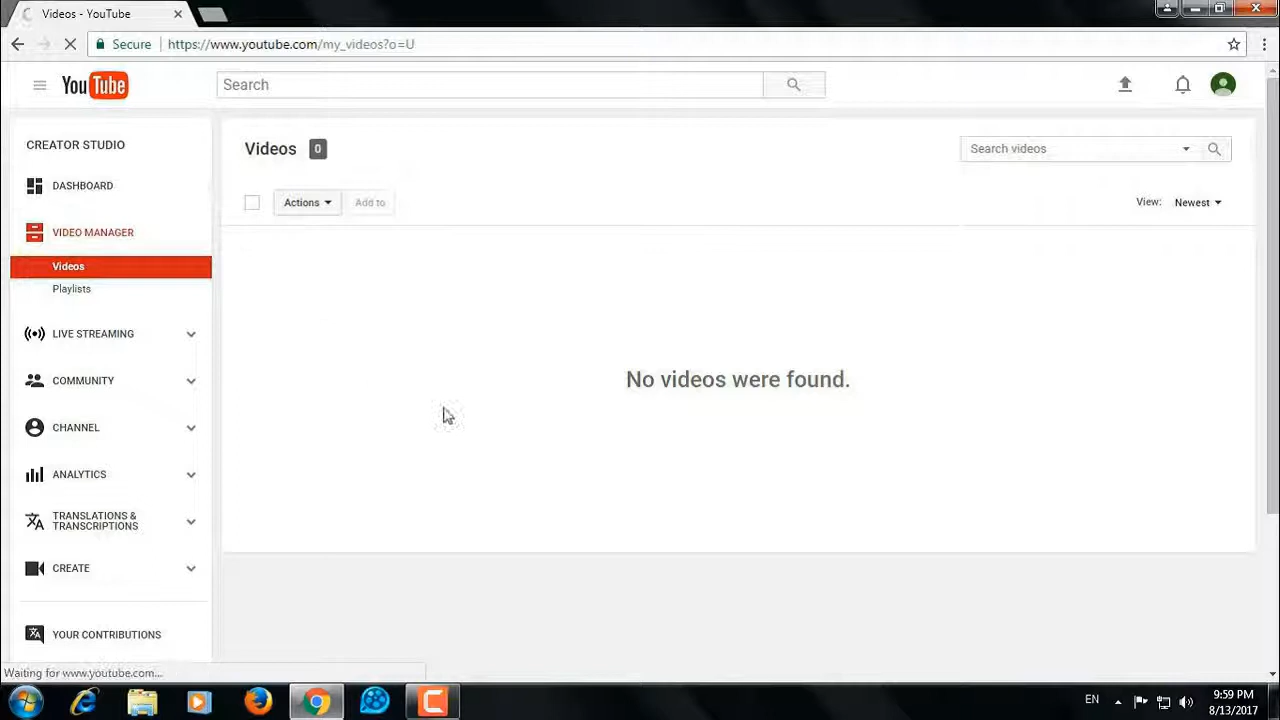 Videos - YouTube
Secure
https://www.youtube.com/my_videos?o=U
YouTube
Search
CREATOR STUDIO
DASHBOARD
VIDEO MANAGER
Videos
Playlists
LIVE STREAMING
COMMUNITY
CHANNEL
ANALYTICS
TRANSLATIONS &
TRANSCRIPTIONS
CREATE
YOUR CONTRIBUTIONS
Videos 0
Search videos
Actions
Add to
View: Newest
No videos were found.
Waiting for www.youtube.com...
EN
9:59 PM
8/13/2017